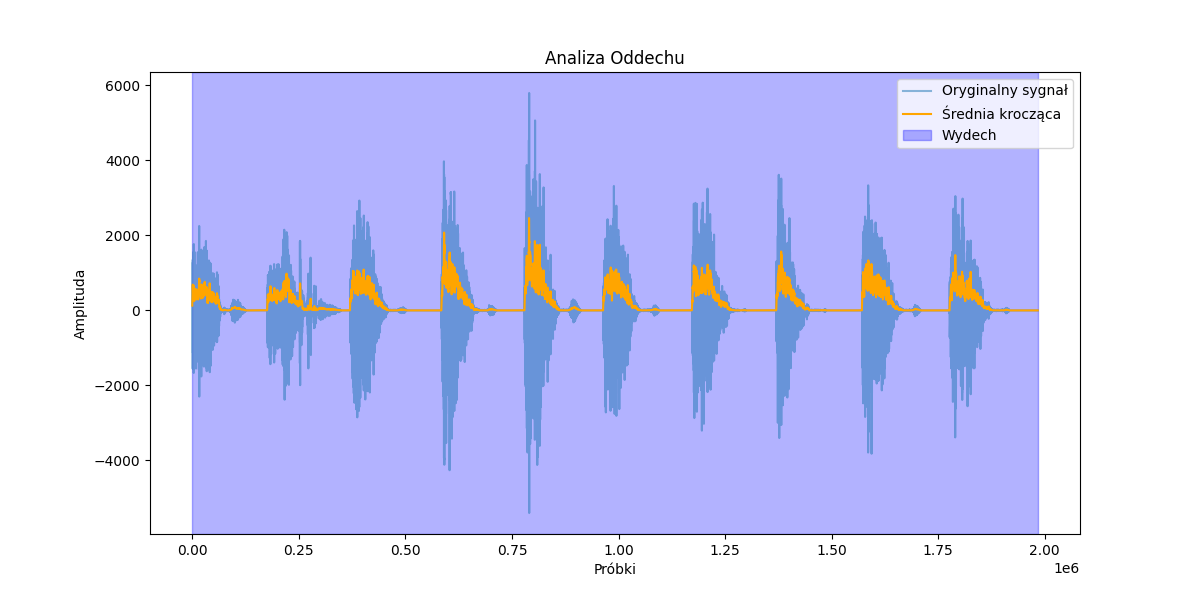 Analiza Oddechu
Oryginalny sygnał
Średnia krocząca
Wydech
Amplituda
6000
4000
2000
0
−2000
−4000
0.00 0.25 0.50 0.75 1.00 1.25 1.50 1.75 2.00
1e6
Próbki